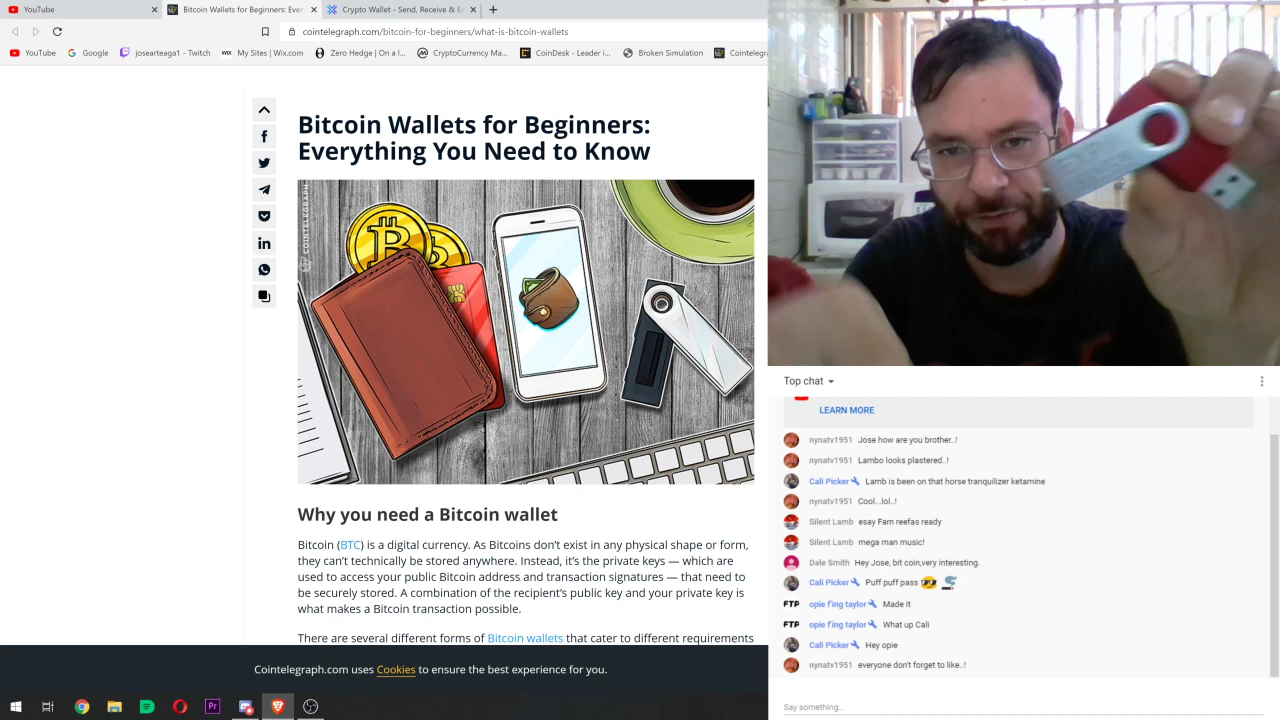 YouTube
Bitcoin Wallets for Beginners: Ever
Crypto Wallet - Send, Receive & E
cointelegraph.com/bitcoin-for-beginners/what-is-bitcoin-wallets
YouTube
Google
josearteaga1 - Twitch
WIX
My Sites | Wix.com
Zero Hedge | On a l...
CryptoCurrency Ma...
CoinDesk - Leader i...
Broken Simulation
Cointelegra
Bitcoin Wallets for Beginners:
Everything You Need to Know
COINTELEGRAPH
Why you need a Bitcoin wallet
Bitcoin (BTC) is a digital currency. As Bitcoins don’t exist in any physical shape or form,
they can’t technically be stored anywhere. Instead, it’s the private keys — which are
used to access your public Bitcoin address and transaction signatures — that need to
be securely stored. A combination of the recipient’s public key and your private key is
what makes a Bitcoin transaction possible.
There are several different forms of Bitcoin wallets that cater to different requirements
Cointelegraph.com uses Cookies to ensure the best experience for you.
Pr
Top chat
LEARN MORE
nynatv1951 Jose how are you brother..!
nynatv1951 Lambo looks plastered..!
Cali Picker Lamb is been on that horse tranquilizer ketamine
nynatv1951 Cool...lol..!
Silent Lamb esay Fam reefas ready
Silent Lamb mega man music!
Dale Smith Hey Jose, bit coin,very interesting.
Cali Picker Puff puff pass
FTP opie f'ing taylor Made it
FTP opie f'ing taylor What up Cali
Cali Picker Hey opie
nynatv1951 everyone don't forget to like..!
Say something...